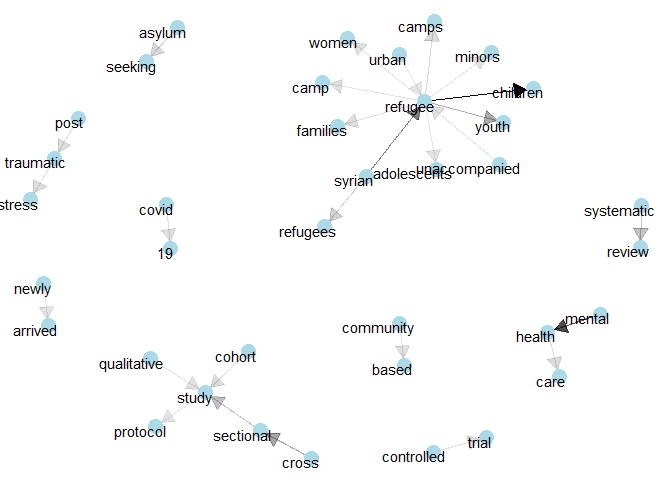 asylum
seeking
camps
women
urban
minors
camp
refugee
children
families
youth
post
traumatic
stress
syrian
adolescents
unaccompanied
covid
refugees
19
systematic
review
newly
arrived
community
based
mental
health
care
qualitative
cohort
study
protocol
sectional
cross
controlled
trial